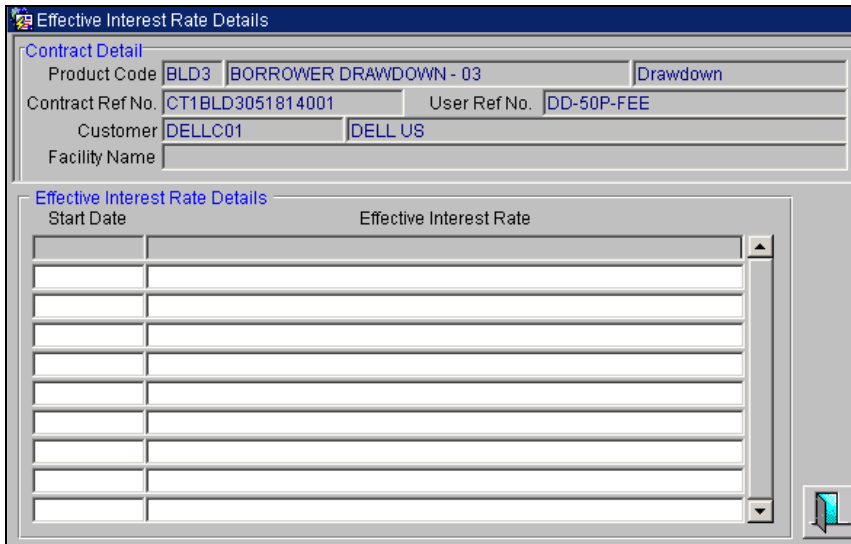 Effective Interest Rate Details
Contract Detail
Product Code BLD3 BORROWER DRAWDOWN - 03 Drawdown
Contract Ref No. CT1BLD3051814001 User Ref No. DD-50P-FEE
Customer DELLC01 DELL US
Facility Name
Effective Interest Rate Details
Start Date Effective Interest Rate